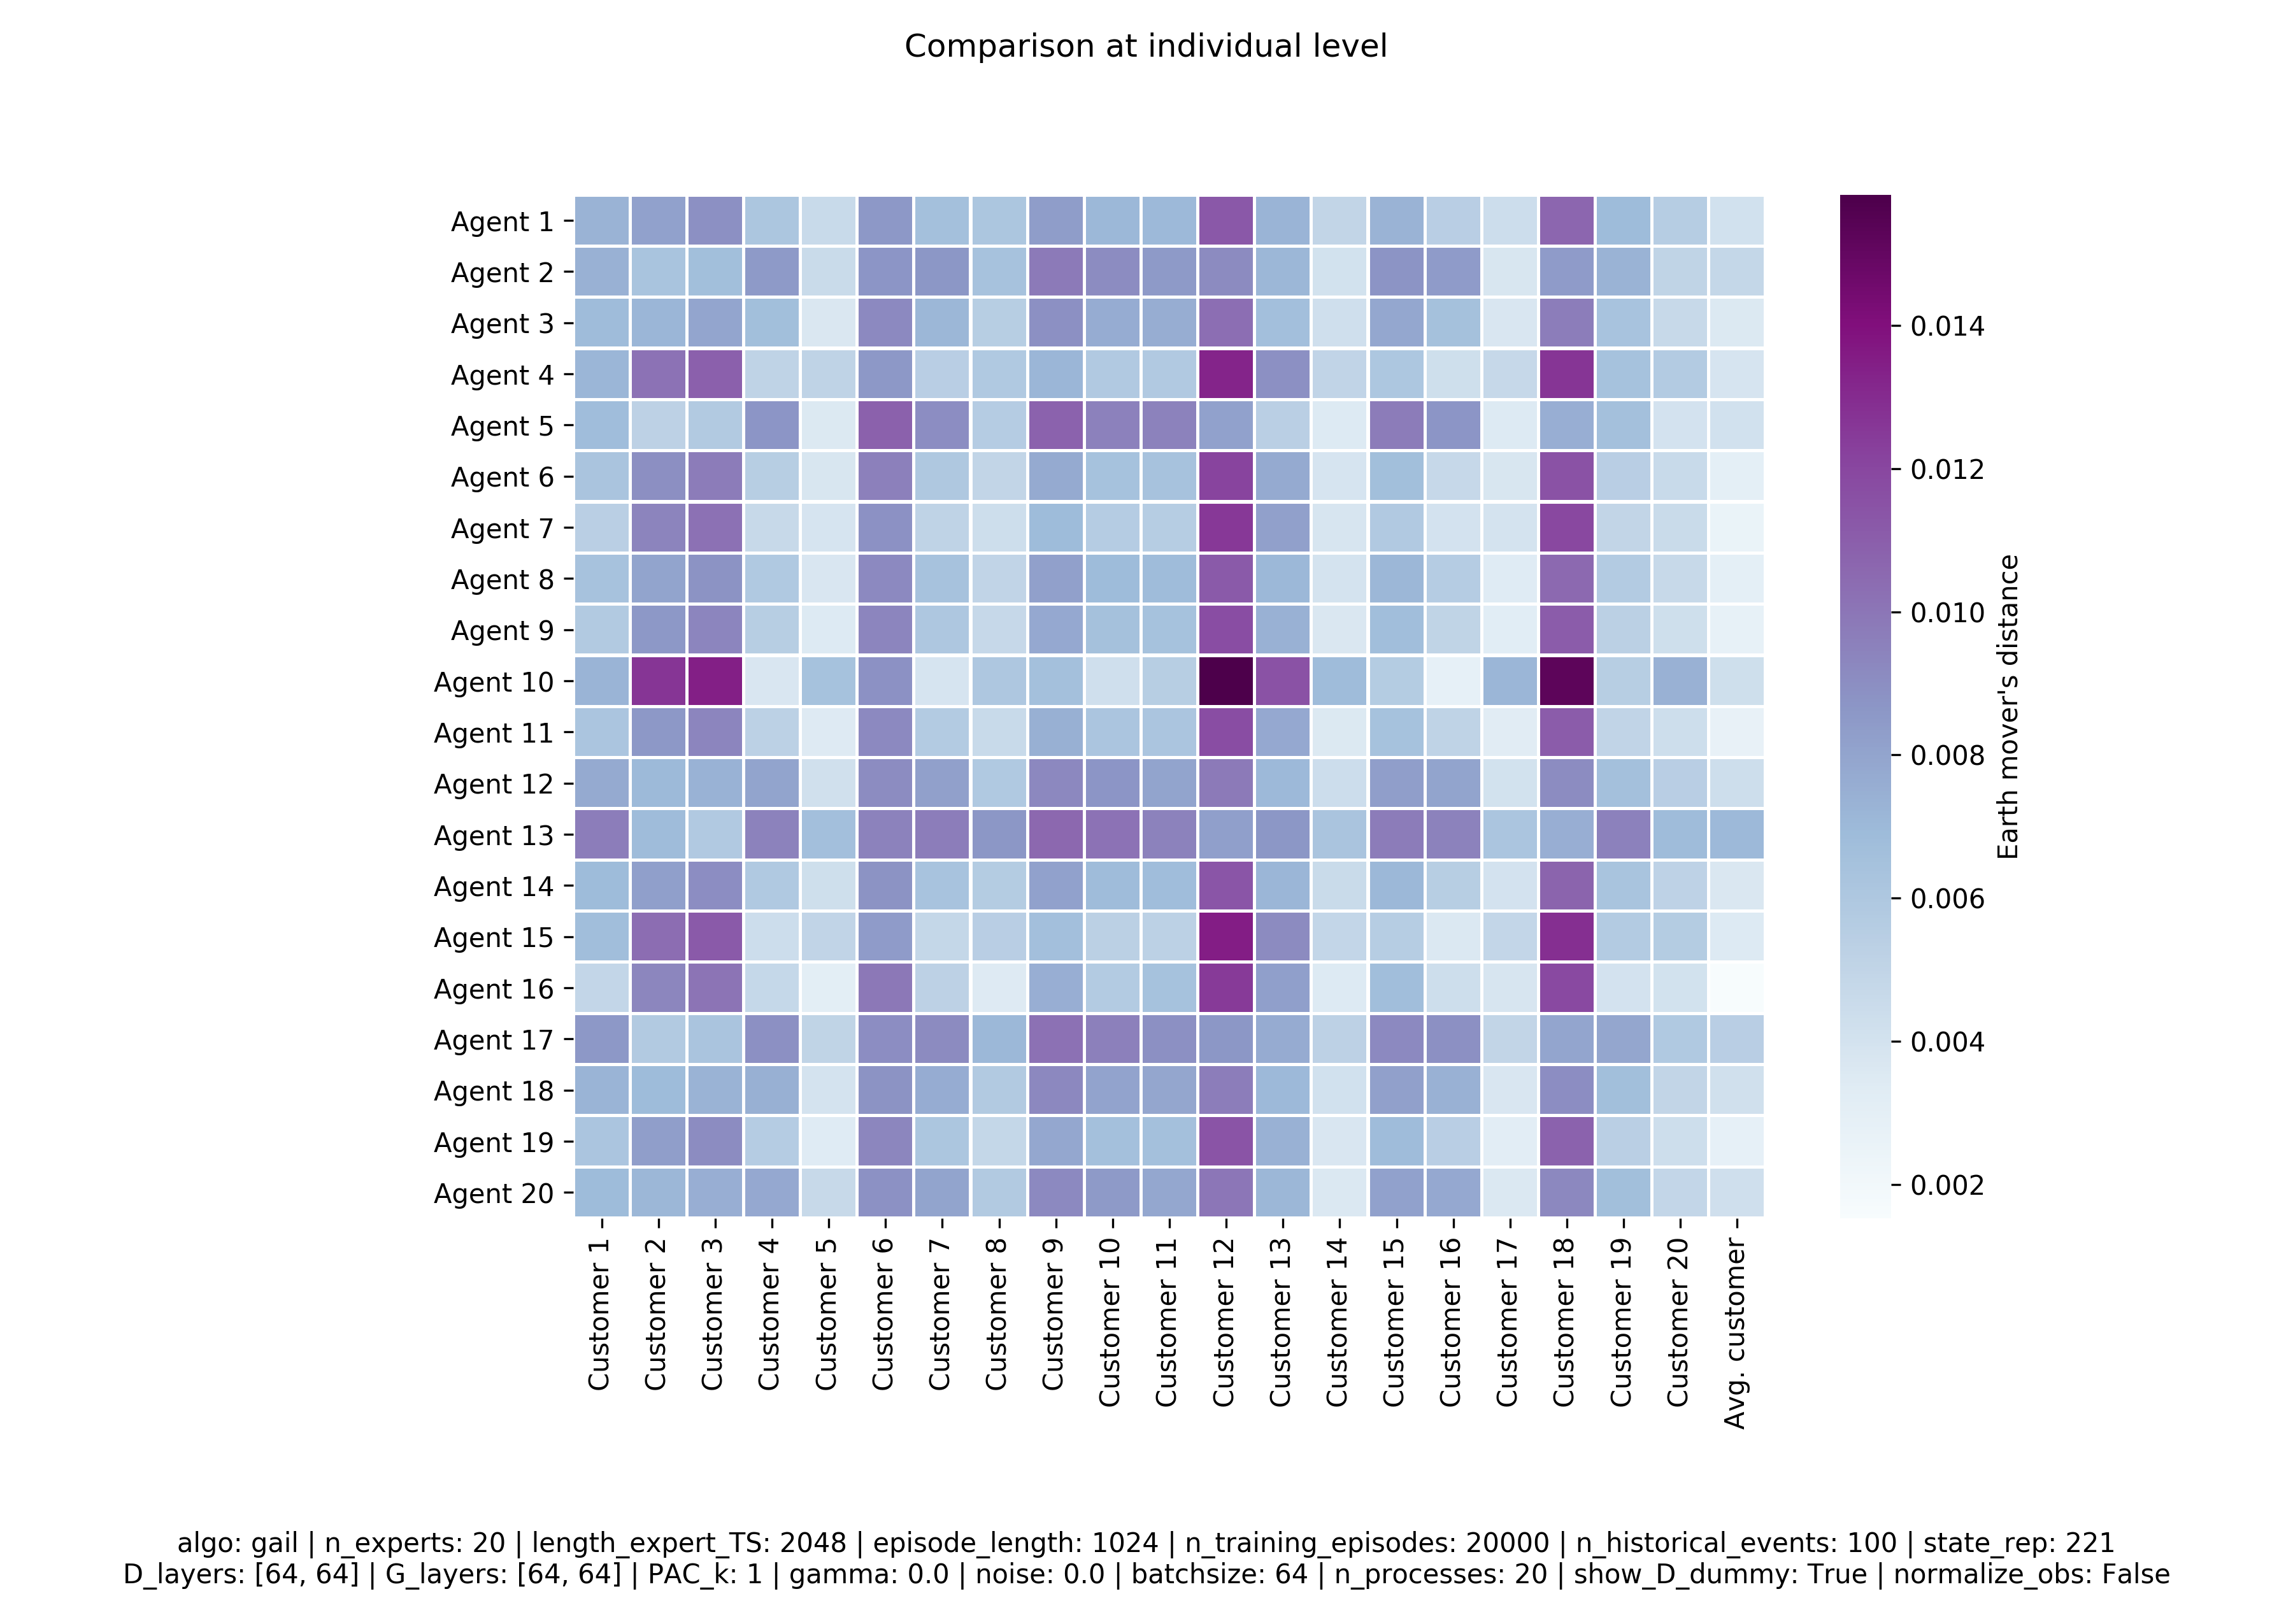 Comparison at individual level
Agent 1
Agent 2
Agent 3
Agent 4
Agent 5
Agent 6
Agent 7
Agent 8
Agent 9
Agent 10
Agent 11
Agent 12
Agent 13
Agent 14
Agent 15
Agent 16
Agent 17
Agent 18
Agent 19
Agent 20
Customer 1
Customer 2
Customer 3
Customer 4
Customer 5
Customer 6
Customer 7
Customer 8
Customer 9
Customer 10
Customer 11
Customer 12
Customer 13
Customer 14
Customer 15
Customer 16
Customer 17
Customer 18
Customer 19
Customer 20
Avg. customer
0.014
0.012
0.010
0.008
0.006
0.004
0.002
Earth mover's distance
algo: gail | n_experts: 20 | length_expert_TS: 2048 | episode_length: 1024 | n_training_episodes: 20000 | n_historical_events: 100 | state_rep: 221
D_layers: [64, 64] | G_layers: [64, 64] | PAC_k: 1 | gamma: 0.0 | noise: 0.0 | batchsize: 64 | n_processes: 20 | show_D_dummy: True | normalize_obs: False